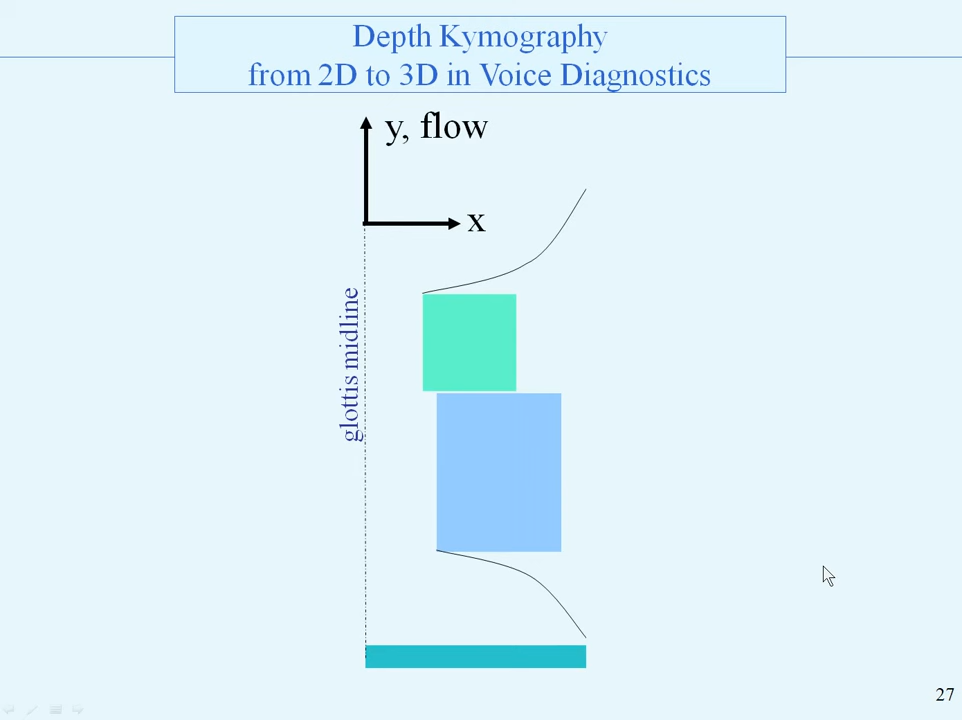 Depth Kymography
from 2D to 3D in Voice Diagnostics
y, flow
x
glottis midline
27